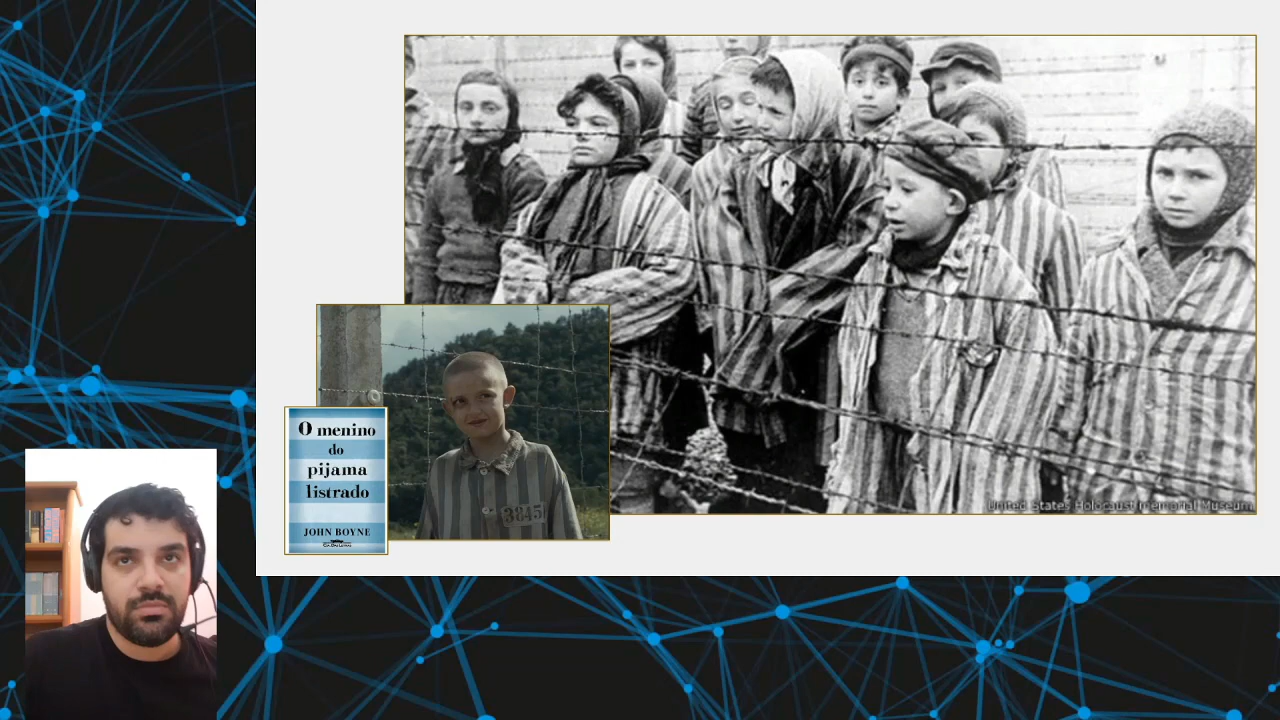 United States Holocaust Memorial Museum
3845
O menino
do
pijama
listrado
JOHN BOYNE